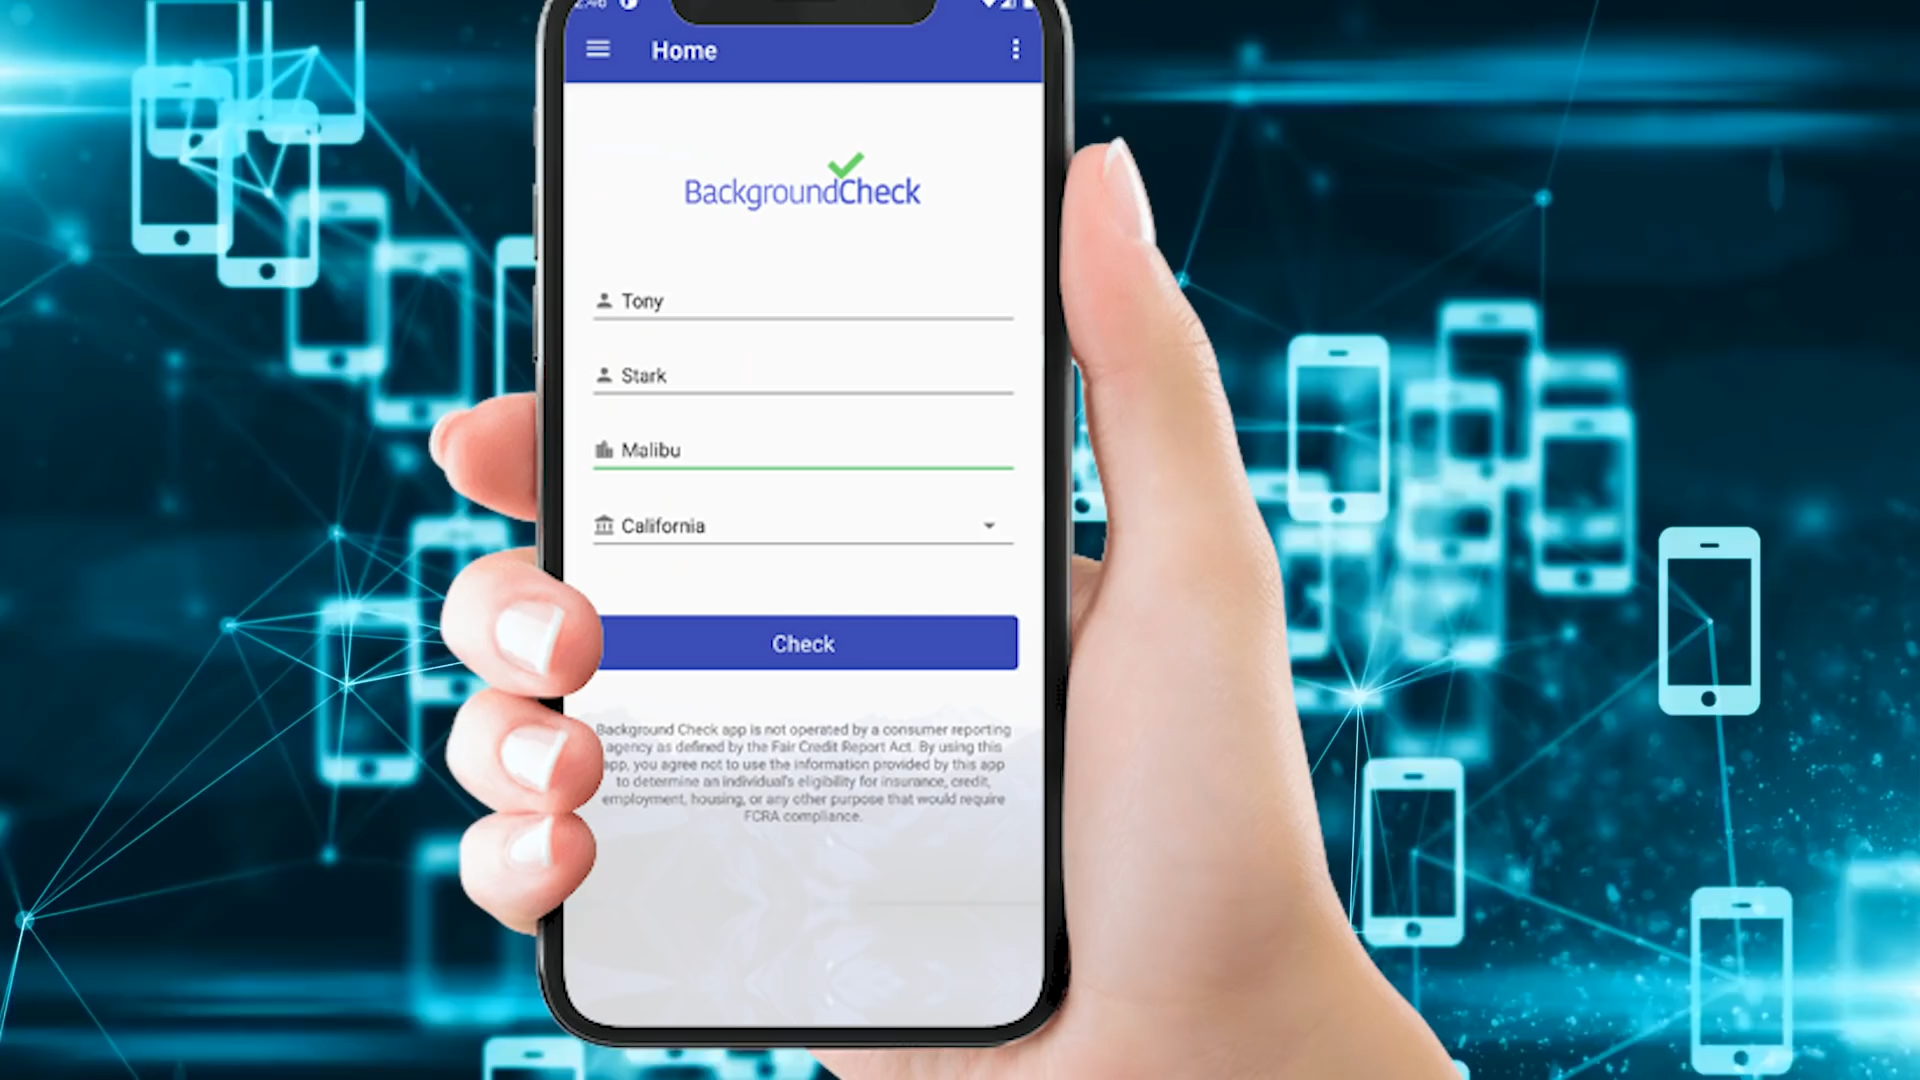 2:46
Home
BackgroundCheck
Tony
Stark
Malibu
California
Check
Background Check app is not operated by a consumer reporting
agency as defined by the Fair Credit Report Act. By using this
app, you agree not to use the information provided by this app
to determine an individual's eligibility for insurance, credit,
employment, housing, or any other purpose that would require
FCRA compliance.